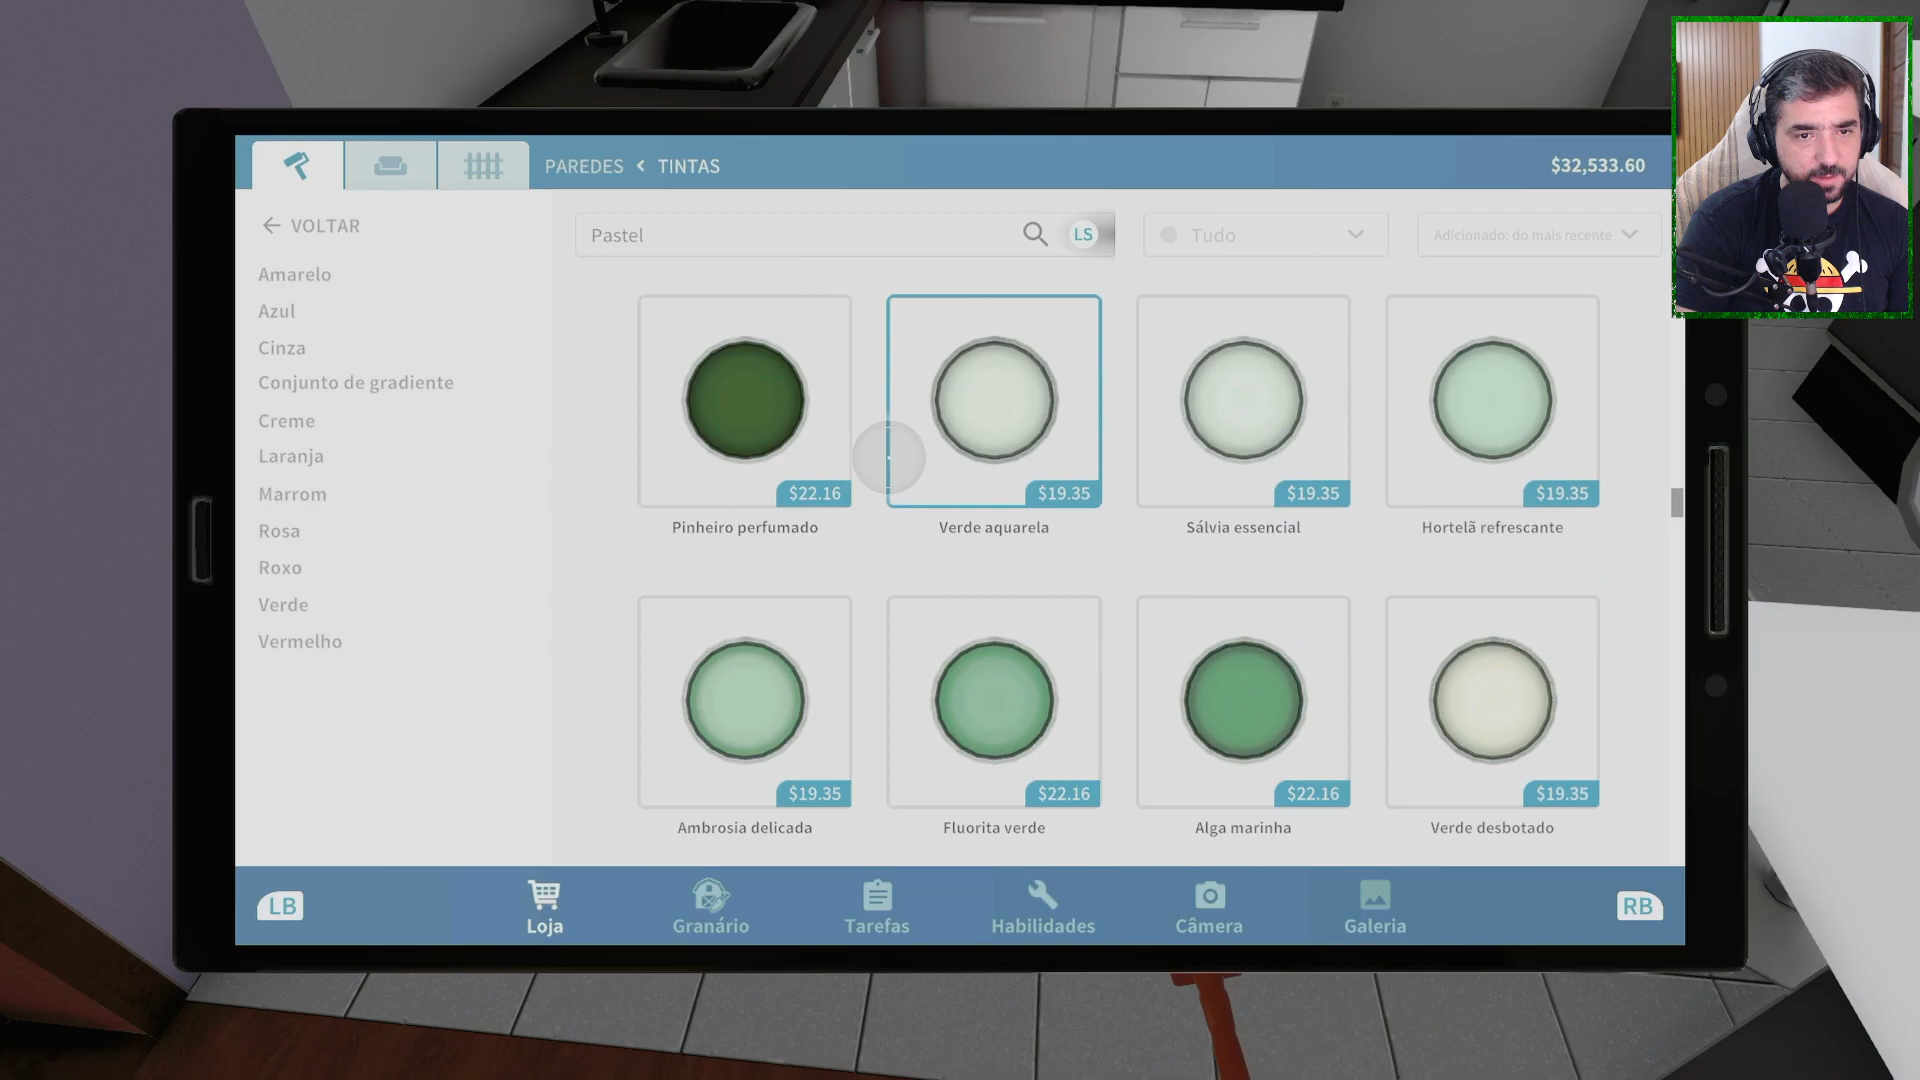 PAREDES < TINTAS
$32,533.60
← VOLTAR
Amarelo
Azul
Cinza
Conjunto de gradiente
Creme
Laranja
Marrom
Rosa
Roxo
Verde
Vermelho
Pastel
LS
Tudo
Adicionado: do mais recente
$22.16
$19.35
$19.35
$19.35
Pinheiro perfumado
Verde aquarela
Sálvia essencial
Hortelã refrescante
$19.35
$22.16
$22.16
$19.35
Ambrosia delicada
Fluorita verde
Alga marinha
Verde desbotado
LB
Loja
Granário
Tarefas
Habilidades
Câmera
Galeria
RB